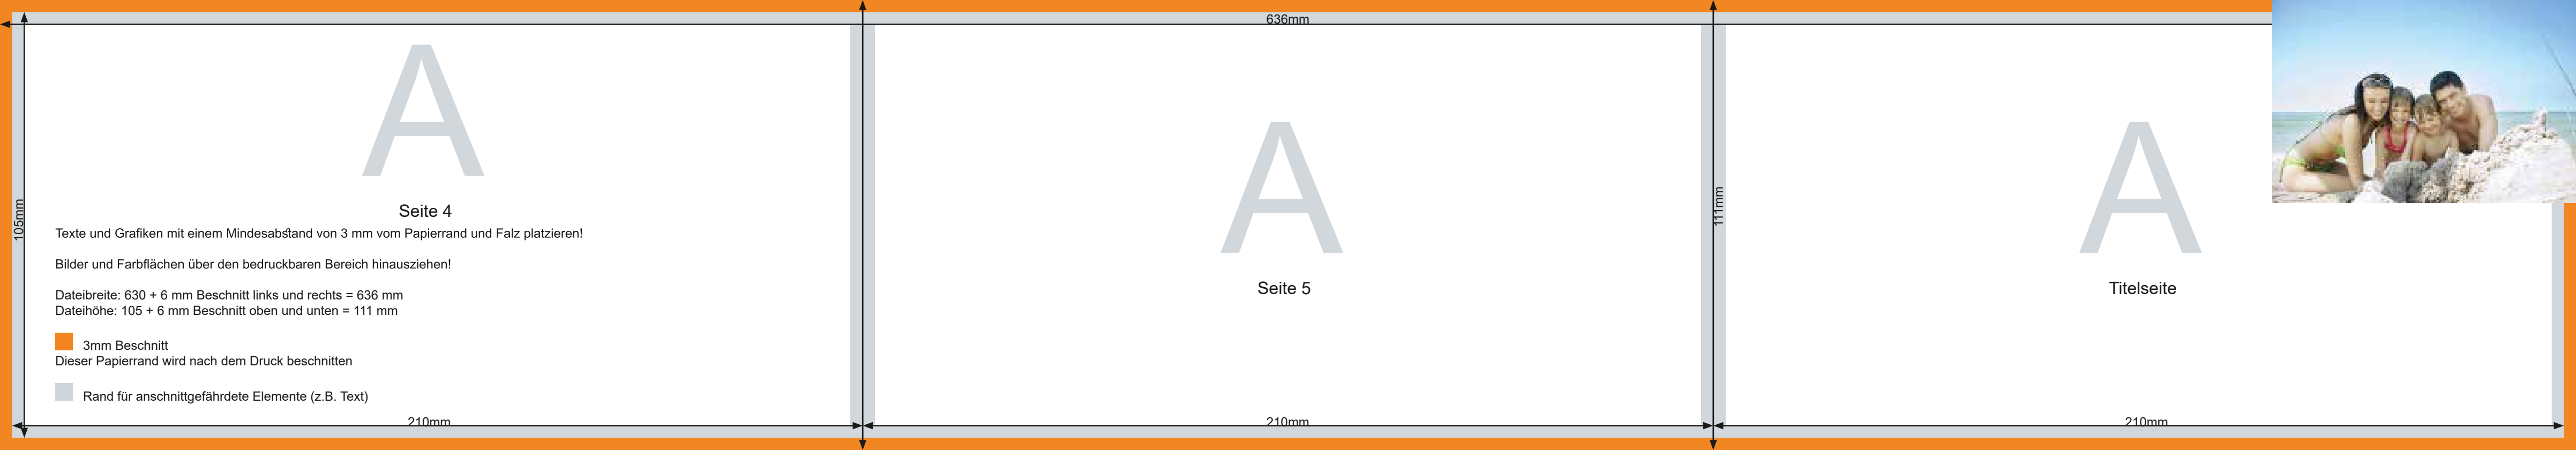 636mm
A
A
A
105mm
111mm
Seite 4
Texte und Grafiken mit einem Mindesabstand von 3 mm vom Papierrand und Falz platzieren!
Bilder und Farbflächen über den bedruckbaren Bereich hinausziehen!
Dateibreite: 630 + 6 mm Beschnitt links und rechts = 636 mm
Dateihöhe: 105 + 6 mm Beschnitt oben und unten = 111 mm
3mm Beschnitt
Dieser Papierrand wird nach dem Druck beschnitten
Rand für anschnittgefährdete Elemente (z.B. Text)
Seite 5
Titelseite
210mm
210mm
210mm